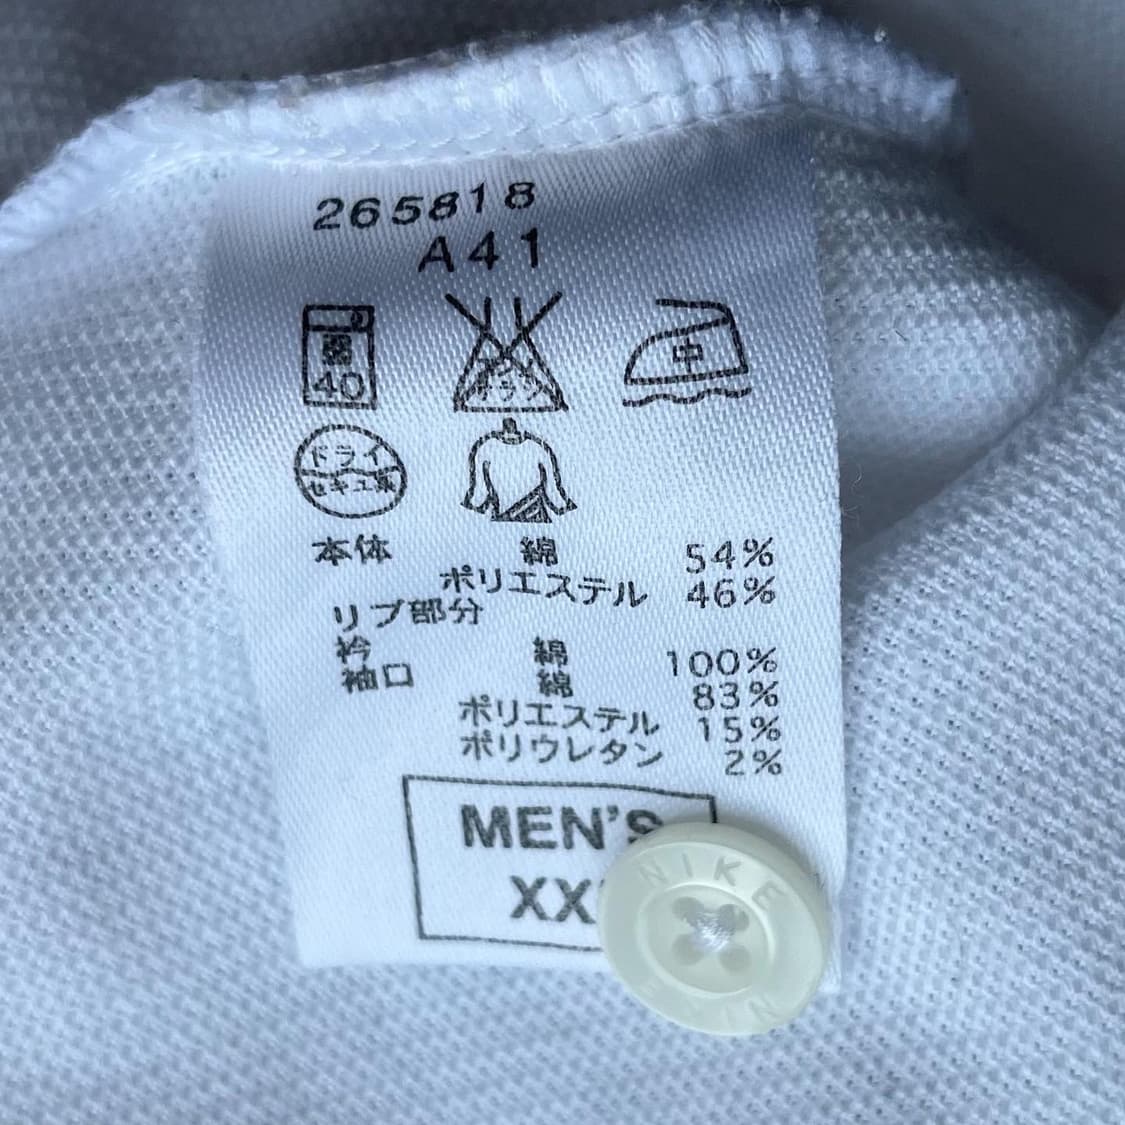 265818
A41
40
中
ドライ
セキユ系
本体 綿 54%
ポリエステル 46%
リブ部分
衿 綿 100%
袖口 綿 83%
ポリエステル 15%
ポリウレタン 2%
MEN'S
NIKE
NIKE